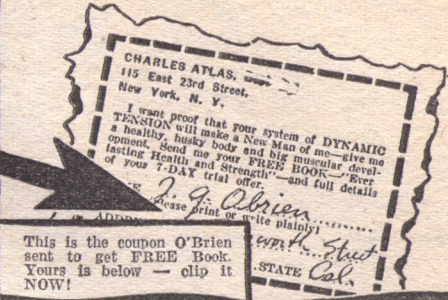 CHARLES ATLAS,
115 East 23rd Street,
New York, N. Y.
I want proof that your system of DYNAMIC
TENSION will make a New Man of me—give me
a healthy, husky body and big muscular devel-
opment. Send me your FREE BOOK—"Ever
lasting Health and Strength"—and full details
of your 7-DAY trial offer.
E J. G. O'Brien
(Please print or write plainly)
ADDR worth Street
STATE Cal.
This is the coupon O'Brien
sent to get FREE Book.
Yours is below — clip it
NOW!